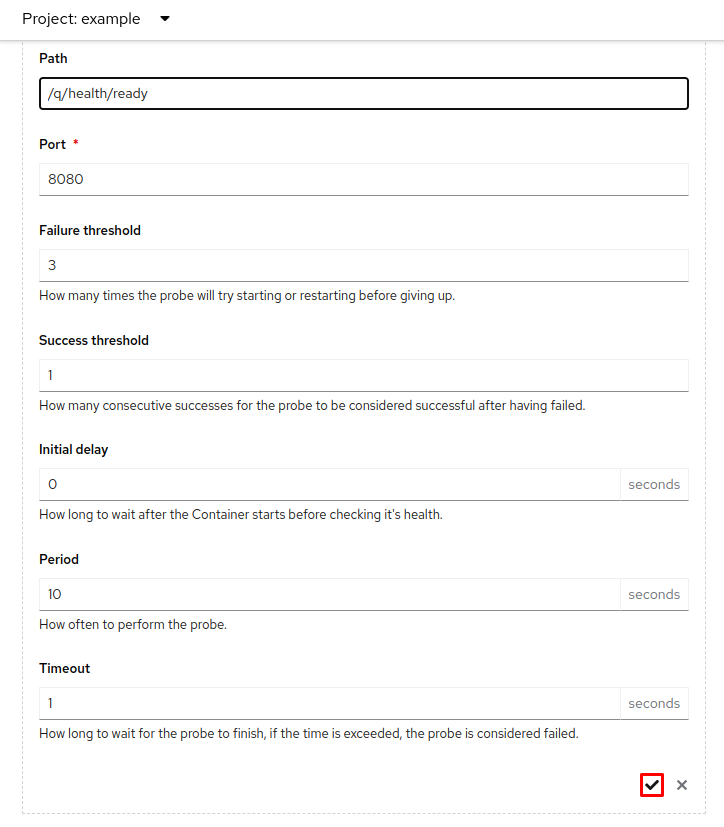 Project: example
Path
/q/health/ready
Port *
8080
Failure threshold
3
How many times the probe will try starting or restarting before giving up.
Success threshold
1
How many consecutive successes for the probe to be considered successful after having failed.
Initial delay
0 seconds
How long to wait after the Container starts before checking it's health.
Period
10 seconds
How often to perform the probe.
Timeout
1 seconds
How long to wait for the probe to finish, if the time is exceeded, the probe is considered failed.